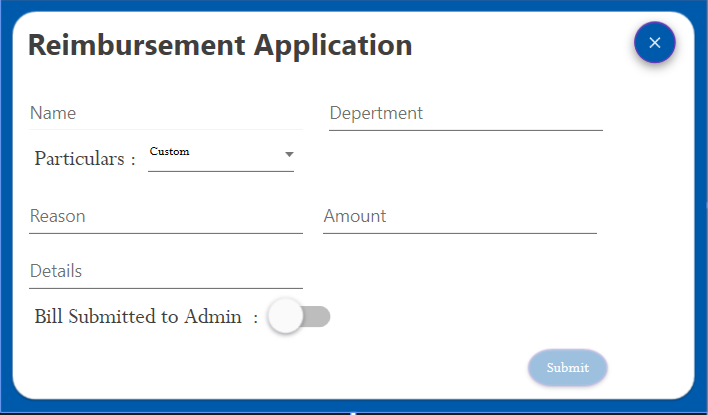 Reimbursement Application
Name
Depertment
Particulars :
Custom
Reason
Amount
Details
Bill Submitted to Admin :
Submit